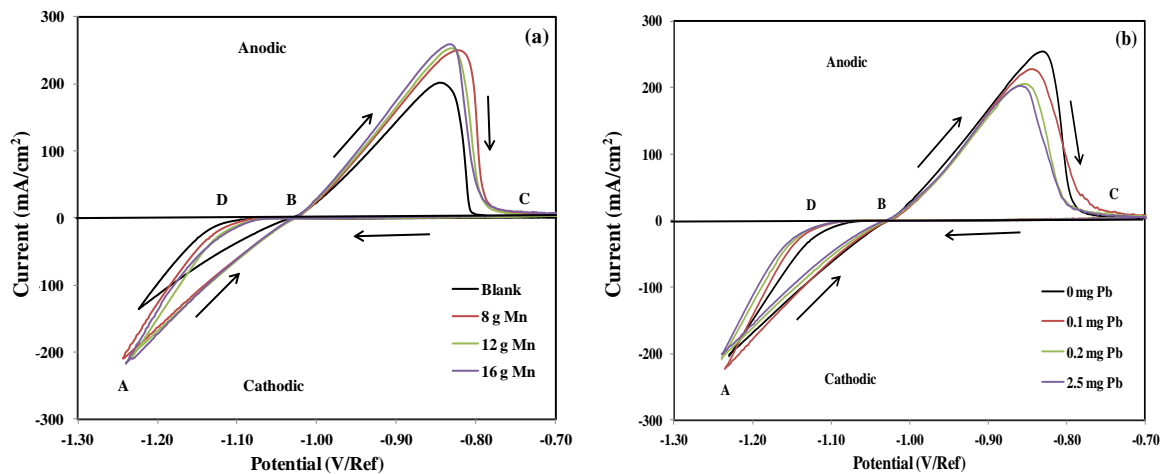 300
200
100
0
-100
-200
-300
Current (mA/cm²)
Anodic
(a)
D
B
C
A
Cathodic
Blank
8 g Mn
12 g Mn
16 g Mn
-1.30
-1.20
-1.10
-1.00
-0.90
-0.80
-0.70
Potential (V/Ref)
300
200
100
0
-100
-200
-300
Current (mA/cm²)
Anodic
(b)
D
B
C
A
Cathodic
0 mg Pb
0.1 mg Pb
0.2 mg Pb
2.5 mg Pb
-1.30
-1.20
-1.10
-1.00
-0.90
-0.80
-0.70
Potential (V/Ref)